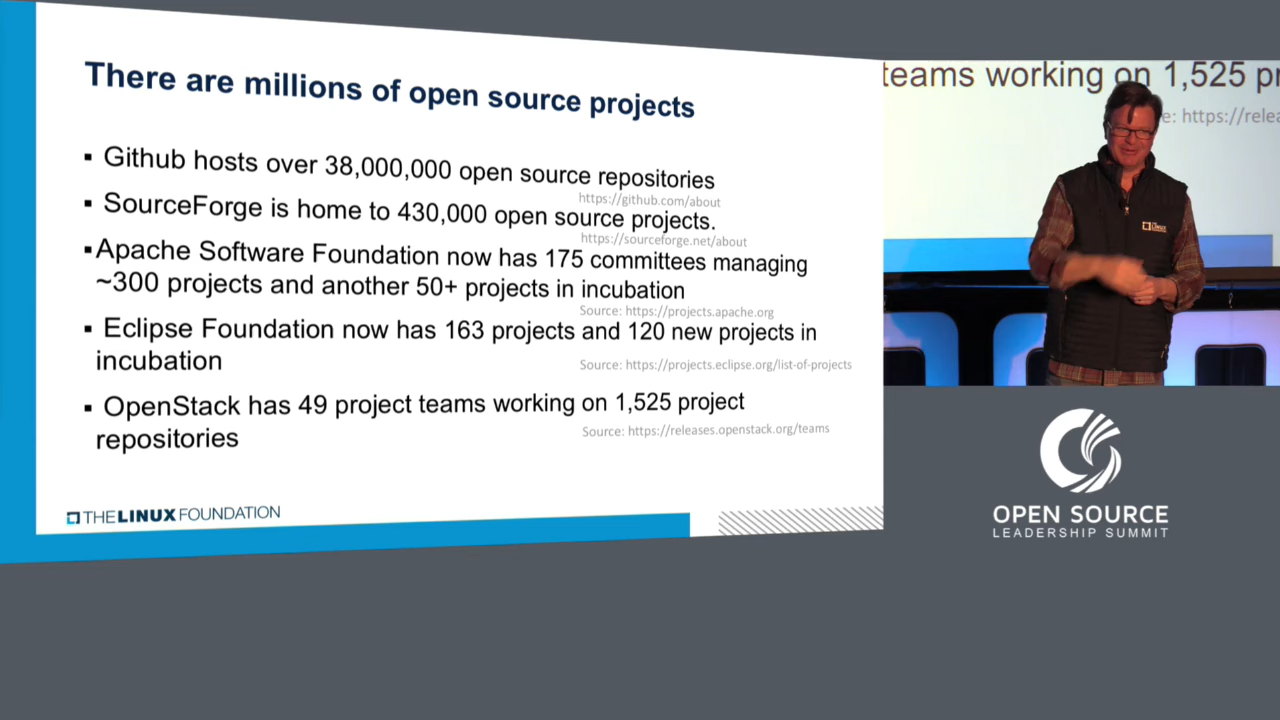 There are millions of open source projects
▪ Github hosts over 38,000,000 open source repositories
https://github.com/about
▪ SourceForge is home to 430,000 open source projects.
https://sourceforge.net/about
▪ Apache Software Foundation now has 175 committees managing
~300 projects and another 50+ projects in incubation
Source: https://projects.apache.org
▪ Eclipse Foundation now has 163 projects and 120 new projects in
incubation
Source: https://projects.eclipse.org/list-of-projects
▪ OpenStack has 49 project teams working on 1,525 project
repositories
Source: https://releases.openstack.org/teams
THE LINUX FOUNDATION
teams working on 1,525 pr
e: https://relea
OPEN SOURCE
LEADERSHIP SUMMIT